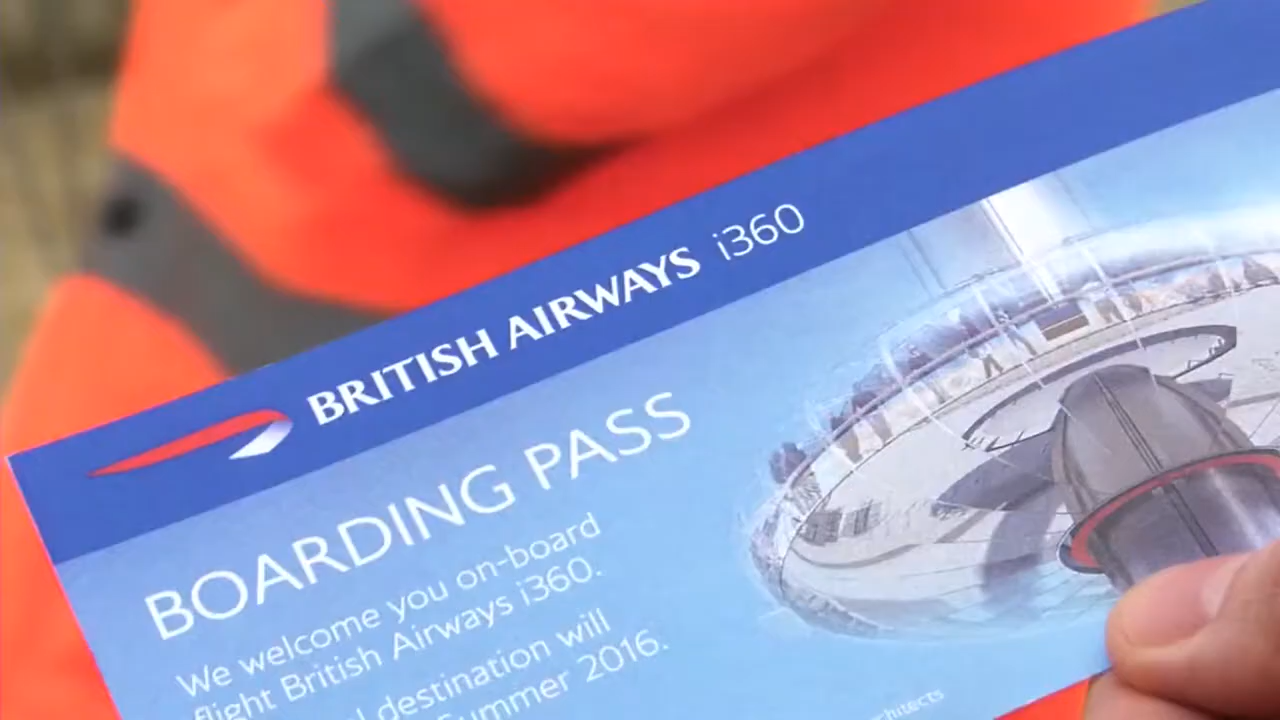 BRITISH AIRWAYS i360
BOARDING PASS
We welcome you on-board
flight British Airways i360.
destination will
Summer 2016.